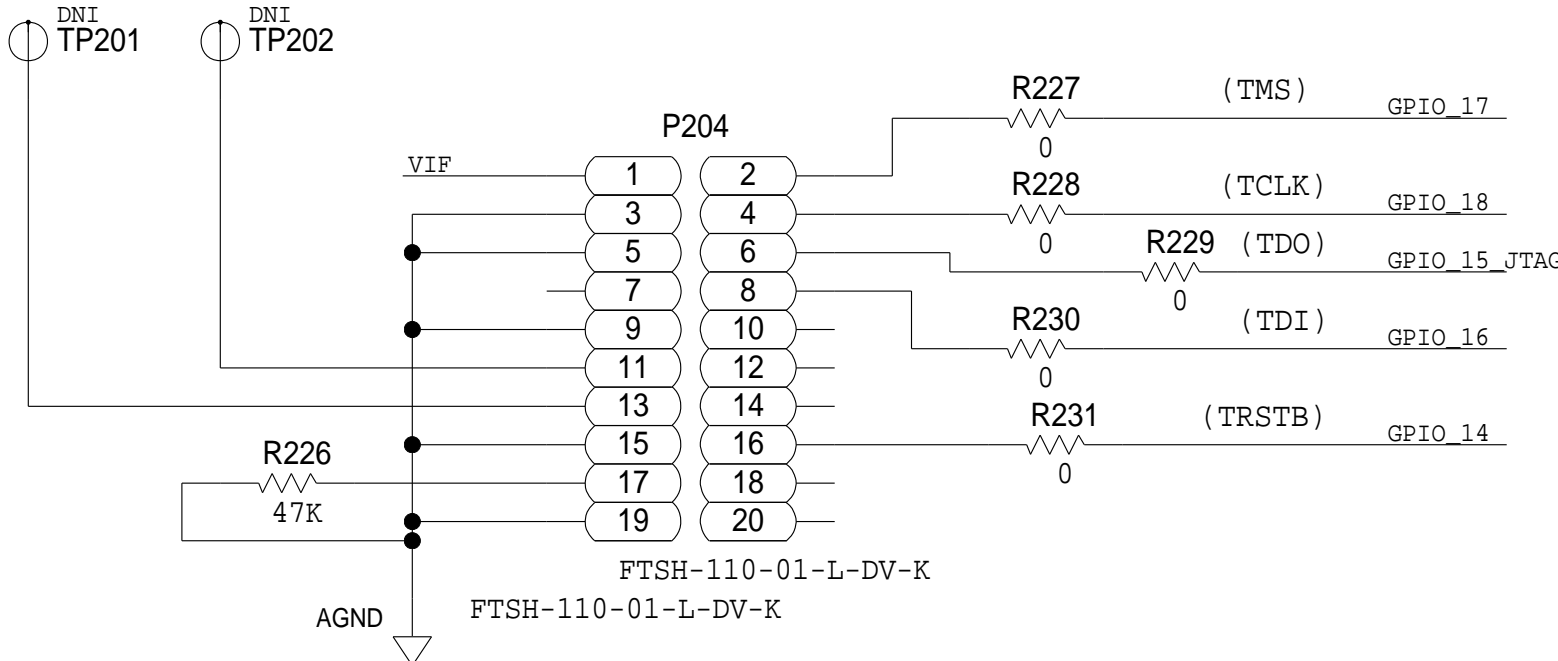 DNI
TP201
DNI
TP202
R227
(TMS)
GPIO_17
0
P204
VIF
1 2
R228
(TCLK)
GPIO_18
0
3 4
R229
(TDO)
GPIO_15_JTAG
0
5 6
7 8
R230
(TDI)
GPIO_16
0
9 10
11 12
13 14
R231
(TRSTB)
GPIO_14
0
15 16
R226
47K
17 18
19 20
FTSH-110-01-L-DV-K
FTSH-110-01-L-DV-K
AGND